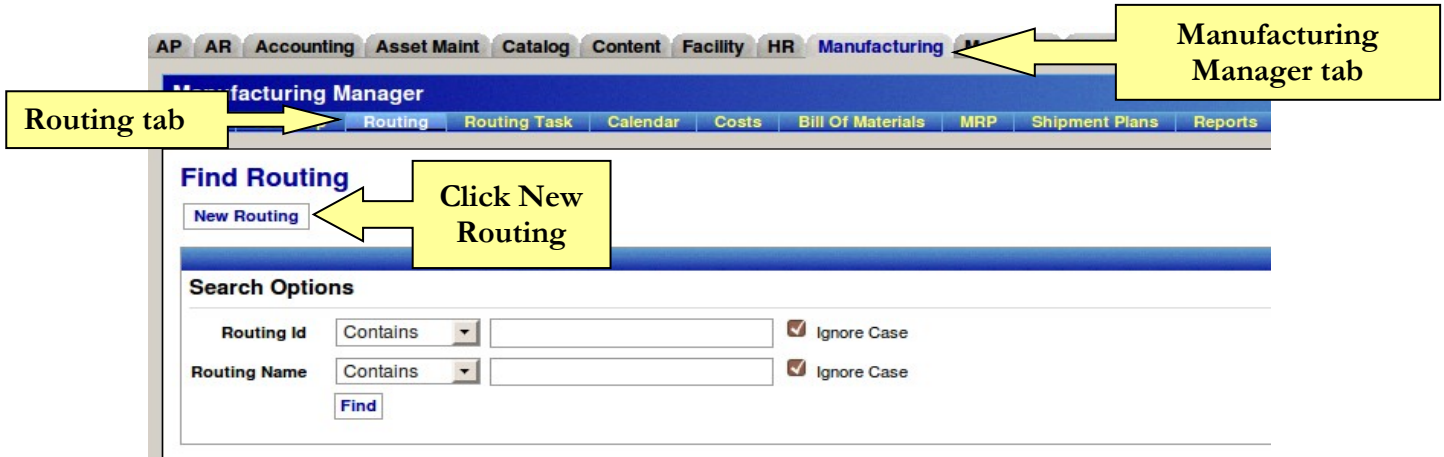 AP AR Accounting Asset Maint Catalog Content Facility HR Manufacturing
Manufacturing
Manager tab
Manufacturing Manager
Routing tab
Routing Routing Task Calendar Costs Bill Of Materials MRP Shipment Plans Reports
Find Routing
New Routing
Click New
Routing
Search Options
Routing Id Contains Ignore Case
Routing Name Contains Ignore Case
Find